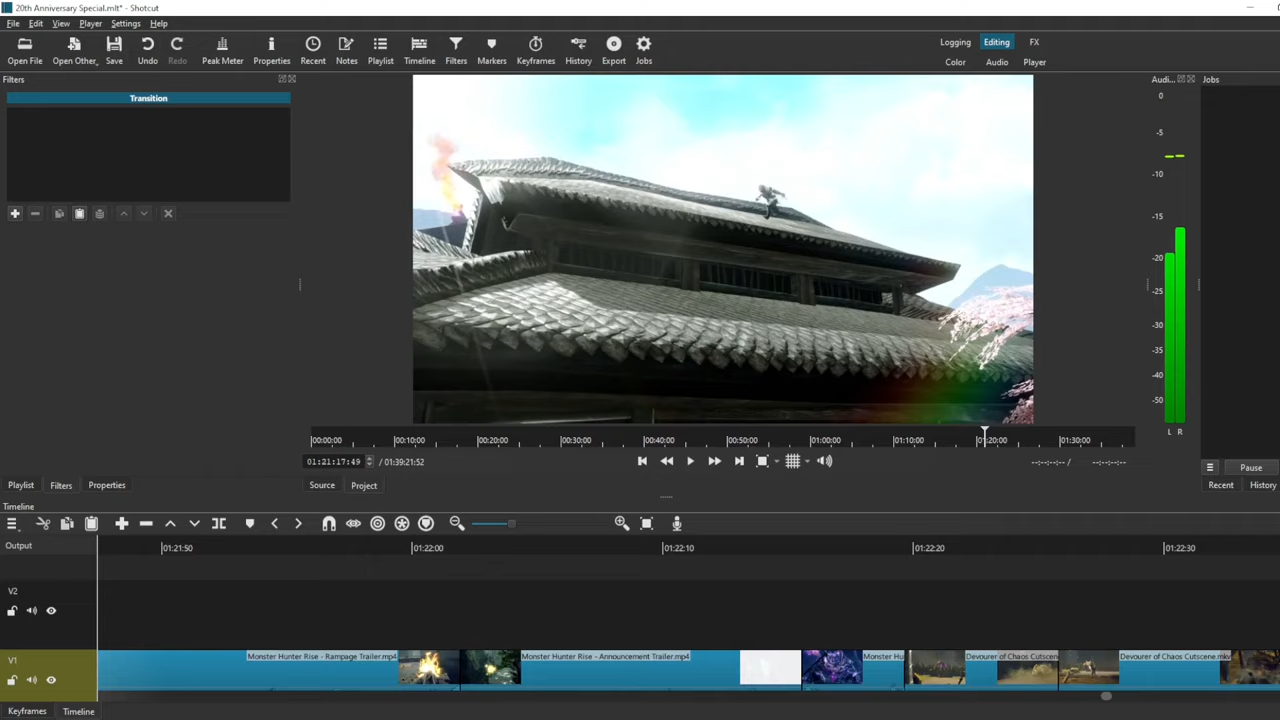 20th Anniversary Special.mlt* - Shotcut
File Edit View Player Settings Help
Open File Open Other.. Save Undo Redo Peak Meter Properties Recent Notes Playlist Timeline Filters Markers Keyframes History Export Jobs
Logging Editing FX
Color Audio Player
Filters
Audi...
Jobs
Transition
0
-5
-10
-15
-20
-25
-30
-35
-40
-50
L R
00:00:00 00:10:00 00:20:00 00:30:00 00:40:00 00:50:00 01:00:00 01:10:00 01:20:00 01:30:00
01:21:17:49 / 01:39:21:52
--:--:--:-- / --:--:--:--
Pause
Playlist Filters Properties
Source Project
Recent History
Timeline
Output
01:21:50 01:22:00 01:22:10 01:22:20 01:22:30
V2
V1
Monster Hunter Rise - Rampage Trailer.mp4 Monster Hunter Rise - Announcement Trailer.mp4 Monster Hu Devourer of Chaos Cutscen Devourer of Chaos Cutscene.mkv
Keyframes Timeline